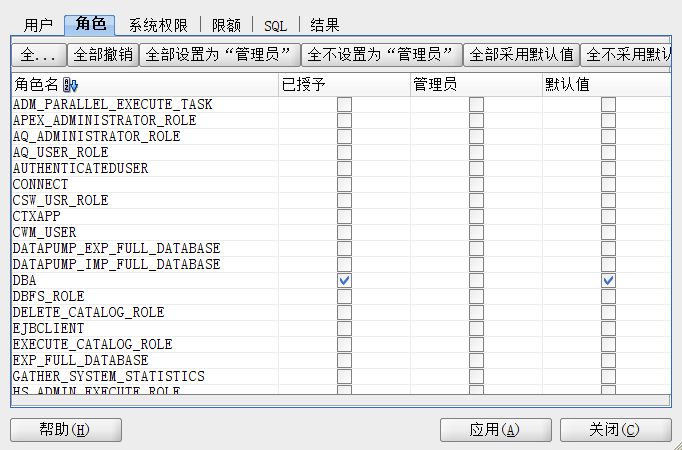 用户 角色 系统权限 限额 SQL 结果
全... 全部撤销 全部设置为“管理员” 全不设置为“管理员” 全部采用默认值 全不采用默认
角色名 已授予 管理员 默认值
ADM_PARALLEL_EXECUTE_TASK
APEX_ADMINISTRATOR_ROLE
AQ_ADMINISTRATOR_ROLE
AQ_USER_ROLE
AUTHENTICATEDUSER
CONNECT
CSW_USR_ROLE
CTXAPP
CWM_USER
DATAPUMP_EXP_FULL_DATABASE
DATAPUMP_IMP_FULL_DATABASE
DBA
DBFS_ROLE
DELETE_CATALOG_ROLE
EJBCLIENT
EXECUTE_CATALOG_ROLE
EXP_FULL_DATABASE
GATHER_SYSTEM_STATISTICS
HS_ADMIN_EXECUTE_ROLE
帮助(H) 应用(A) 关闭(C)